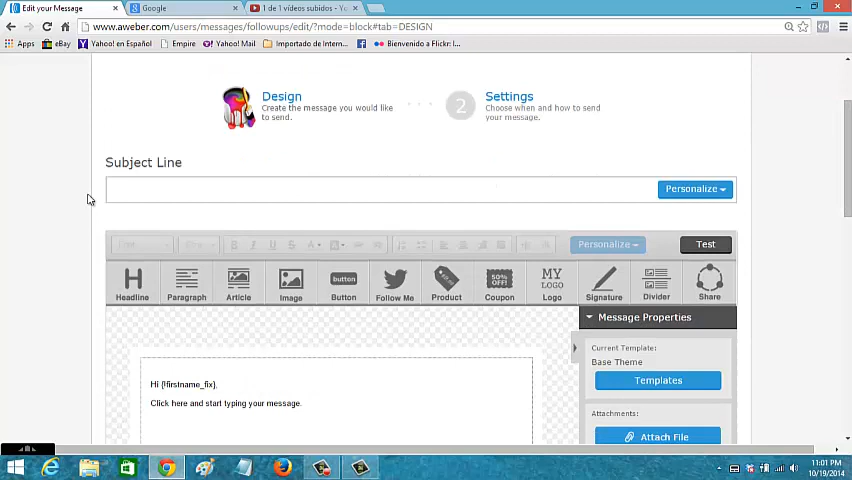 Edit your Message
Google
1 de 1 vídeos subidos - Yo
www.aweber.com/users/messages/followups/edit/?mode=block#tab=DESIGN
Apps
eBay
Yahoo! en Español
Empire
Yahoo! Mail
Importado de Intern...
Bienvenido a Flickr: l...
Design
Create the message you would like
to send.
2
Settings
Choose when and how to send
your message.
Subject Line
Personalize
Font
Size
B I U S A A
Personalize
Test
H
button
50%
OFF!
MY
LOGO
Headline
Paragraph
Article
Image
Button
Follow Me
Product
Coupon
Logo
Signature
Divider
Share
Message Properties
Current Template:
Base Theme
Templates
Attachments:
Attach File
Hi {!firstname_fix},
Click here and start typing your message.
11:01 PM
10/19/2014